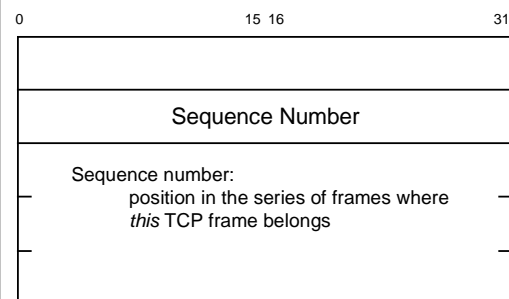 0 15 16 31
Sequence Number
Sequence number:
position in the series of frames where
this TCP frame belongs